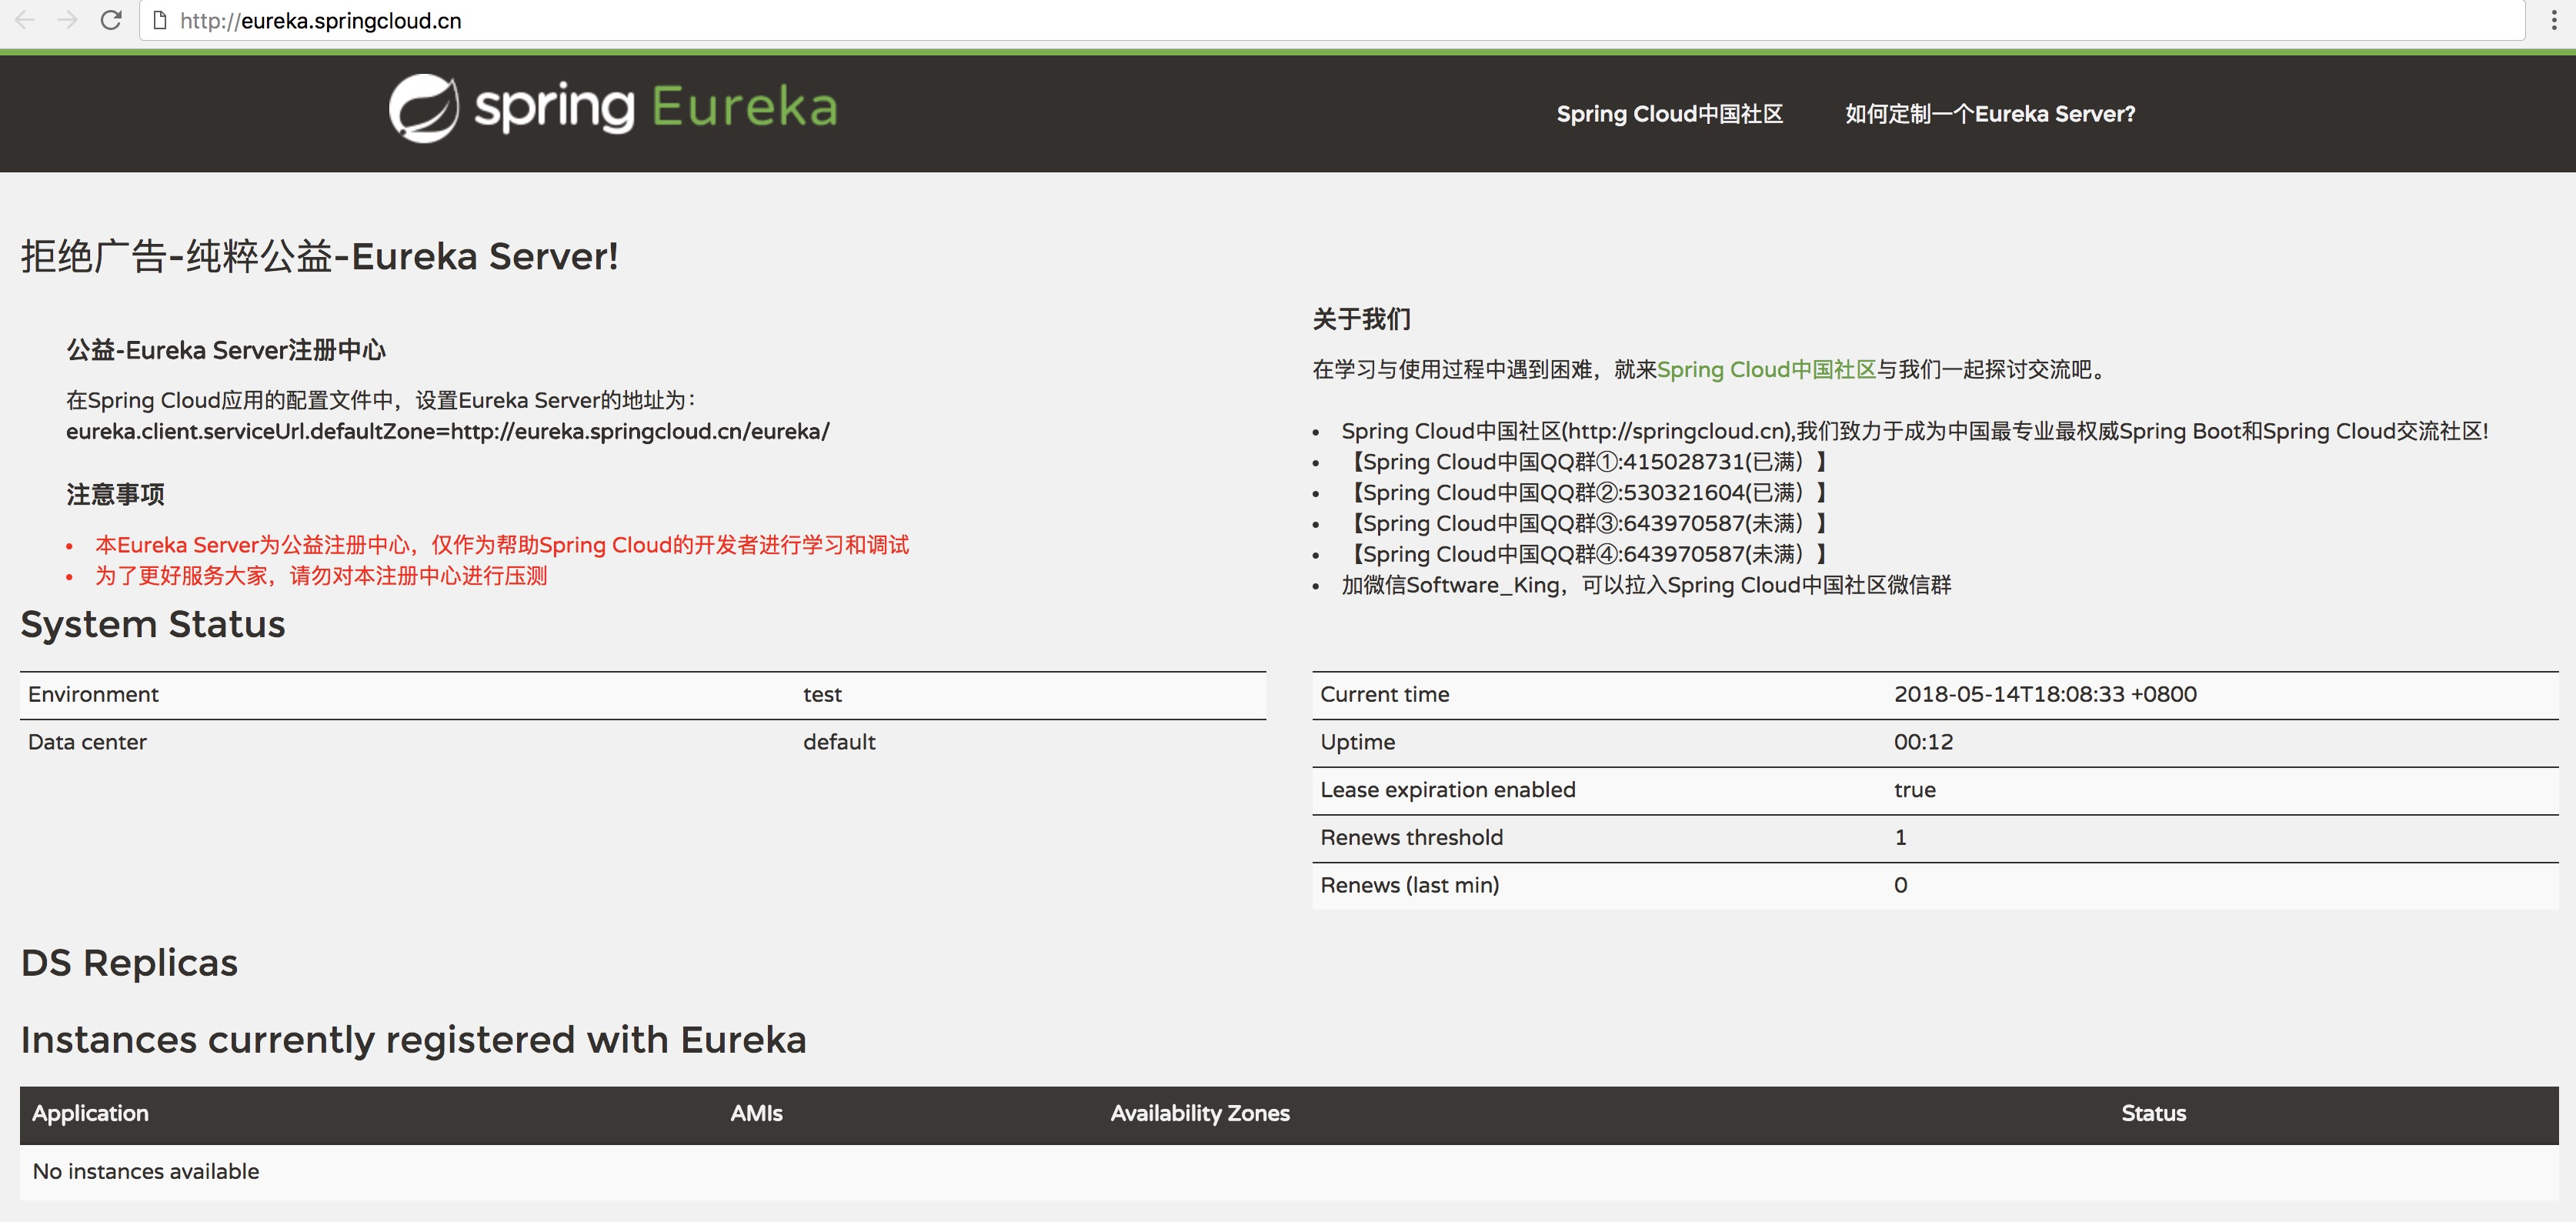 http://eureka.springcloud.cn
spring Eureka
Spring Cloud中国社区
如何定制一个Eureka Server?
拒绝广告-纯粹公益-Eureka Server!
公益-Eureka Server注册中心
在Spring Cloud应用的配置文件中，设置Eureka Server的地址为：
eureka.client.serviceUrl.defaultZone=http://eureka.springcloud.cn/eureka/
注意事项
• 本Eureka Server为公益注册中心，仅作为帮助Spring Cloud的开发者进行学习和调试
• 为了更好服务大家，请勿对本注册中心进行压测
关于我们
在学习与使用过程中遇到困难，就来Spring Cloud中国社区与我们一起探讨交流吧。
• Spring Cloud中国社区(http://springcloud.cn),我们致力于成为中国最专业最权威Spring Boot和Spring Cloud交流社区!
• 【Spring Cloud中国QQ群①:415028731(已满）】
• 【Spring Cloud中国QQ群②:530321604(已满）】
• 【Spring Cloud中国QQ群③:643970587(未满）】
• 【Spring Cloud中国QQ群④:643970587(未满）】
• 加微信Software_King，可以拉入Spring Cloud中国社区微信群
System Status
Environment test
Data center default
Current time 2018-05-14T18:08:33 +0800
Uptime 00:12
Lease expiration enabled true
Renews threshold 1
Renews (last min) 0
DS Replicas
Instances currently registered with Eureka
Application AMIs Availability Zones Status
No instances available